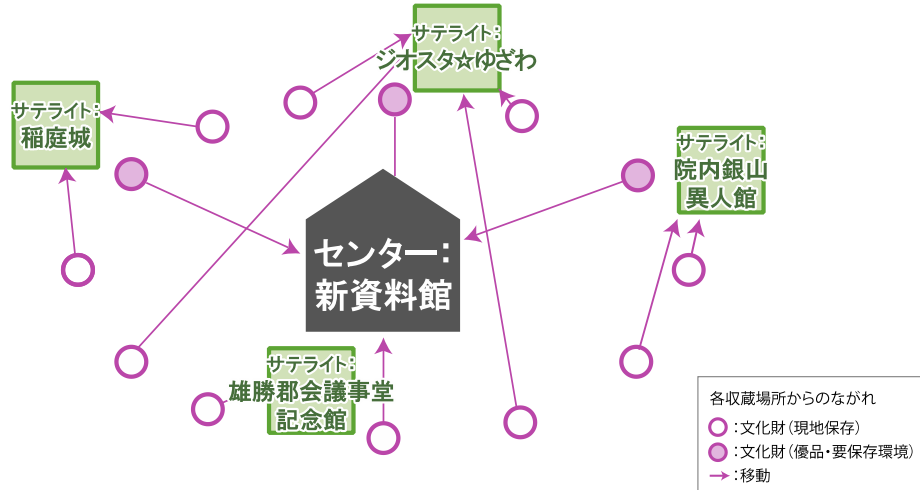 サテライト：
ジオスタ☆ゆざわ
サテライト：
稲庭城
サテライト：
院内銀山
異人館
センター：
新資料館
サテライト：
雄勝郡会議事堂
記念館
各収蔵場所からのながれ
：文化財（現地保存）
：文化財（優品・要保存環境）
：移動